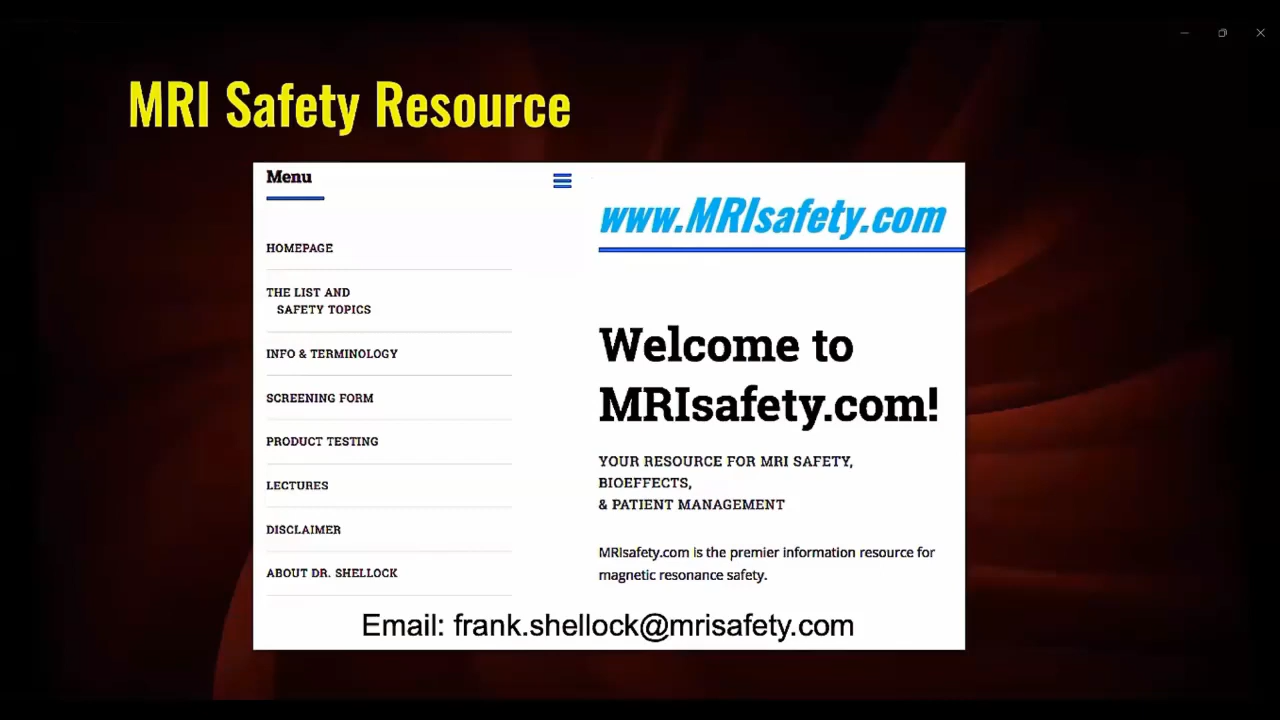 MRI Safety Resource
Menu
HOMEPAGE
THE LIST AND
SAFETY TOPICS
INFO & TERMINOLOGY
SCREENING FORM
PRODUCT TESTING
LECTURES
DISCLAIMER
ABOUT DR. SHELLOCK
www.MRIsafety.com
Welcome to
MRIsafety.com!
YOUR RESOURCE FOR MRI SAFETY,
BIOEFFECTS,
& PATIENT MANAGEMENT
MRIsafety.com is the premier information resource for
magnetic resonance safety.
Email: frank.shellock@mrisafety.com